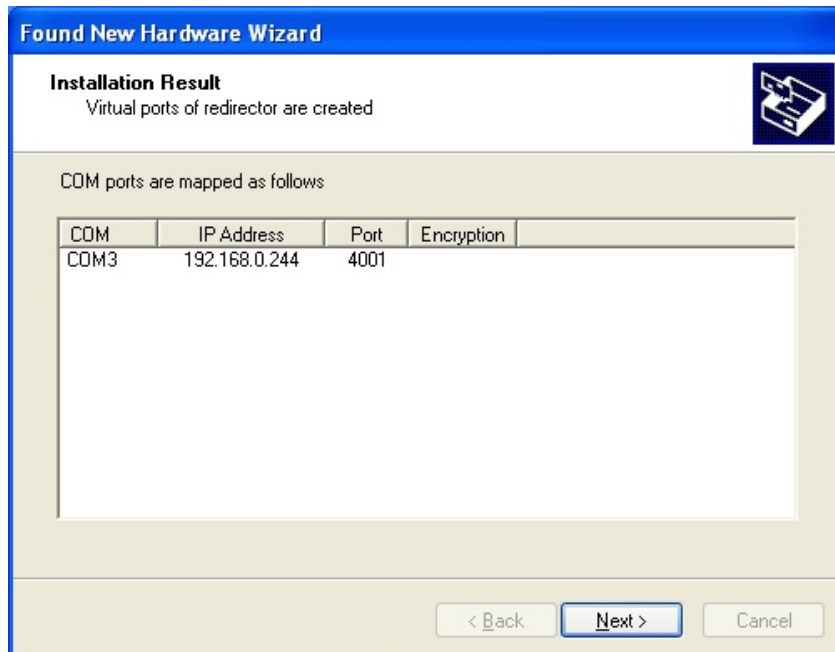 Found New Hardware Wizard
Installation Result
Virtual ports of redirector are created
COM ports are mapped as follows
COM IP Address Port Encryption
COM3 192.168.0.244 4001
< Back Next > Cancel